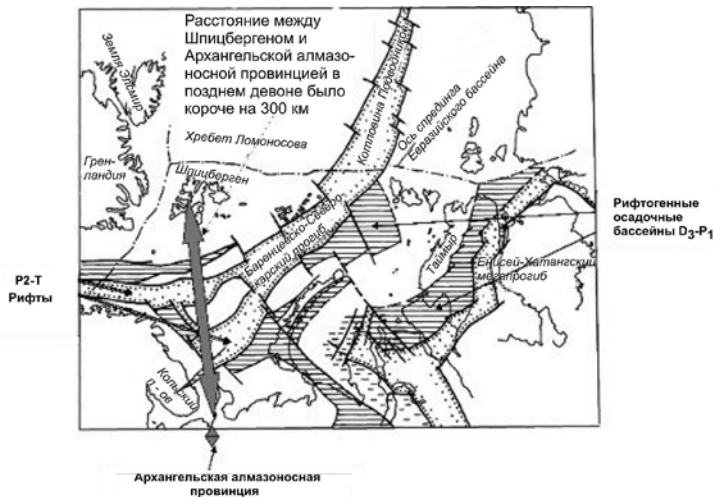 Расстояние между
Шпицбергеном и
Архангельской алмазо-
носной провинцией в
позднем девоне было
короче на 300 км
Земля Элсмир
Хребет Ломоносова
Грен-
ландия
Шпицберген
Котловина Подводников
Ось спрединга
Евразийского бассейна
Баренцевско-Северо-
карский прогиб
Таймыр
Енисей-Хатангский
мегапрогиб
Рифтогенные
осадочные
бассейны D3-P1
P2-T
Рифты
Кольский
п - ов
Архангельская алмазоносная
провинция